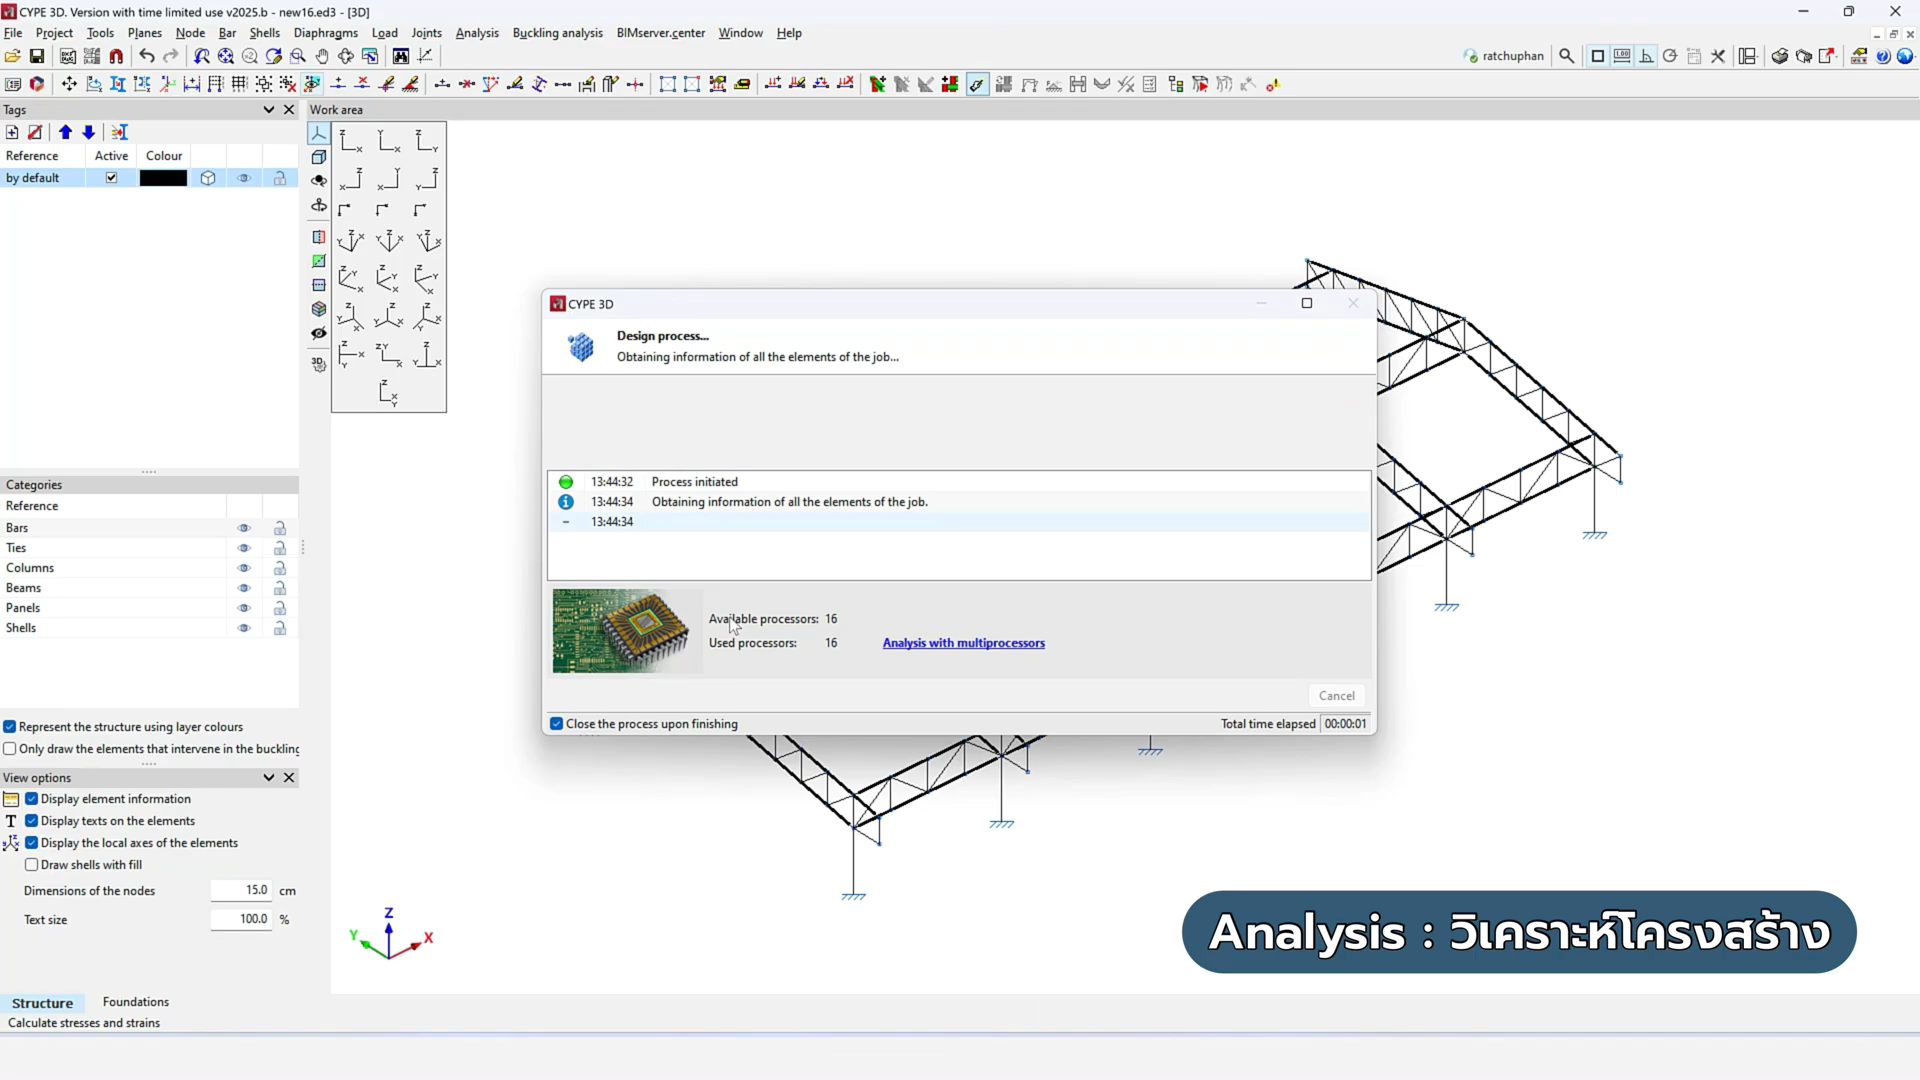 CYPE 3D. Version with time limited use v2025.b - new16.ed3 - [3D]
File Project Tools Planes Node Bar Shells Diaphragms Load Joints Analysis Buckling analysis BIMserver.center Window Help
ratchuphan
Tags
Work area
Reference Active Colour
by default
Categories
Reference
Bars
Ties
Columns
Beams
Panels
Shells
Represent the structure using layer colours
Only draw the elements that intervene in the buckling
View options
Display element information
Display texts on the elements
Display the local axes of the elements
Draw shells with fill
Dimensions of the nodes 15.0 cm
Text size 100.0 %
Structure Foundations
Calculate stresses and strains
CYPE 3D
Design process...
Obtaining information of all the elements of the job...
13:44:32 Process initiated
13:44:34 Obtaining information of all the elements of the job.
13:44:34
Available processors: 16
Used processors: 16 Analysis with multiprocessors
Cancel
Close the process upon finishing
Total time elapsed 00:00:01
Z
Y X
Analysis : วิเคราะห์โครงสร้าง